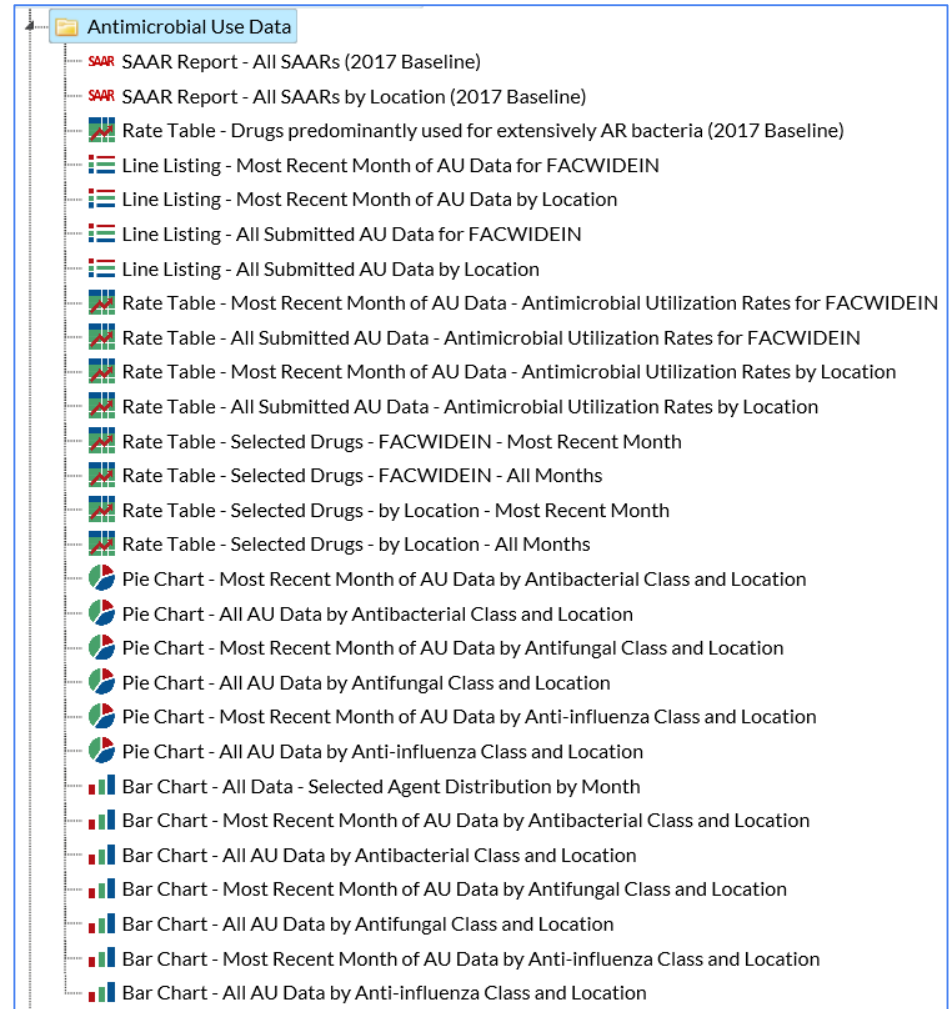 Antimicrobial Use Data
SAAR SAAR Report - All SAARs (2017 Baseline)
SAAR SAAR Report - All SAARs by Location (2017 Baseline)
Rate Table - Drugs predominantly used for extensively AR bacteria (2017 Baseline)
Line Listing - Most Recent Month of AU Data for FACWIDEIN
Line Listing - Most Recent Month of AU Data by Location
Line Listing - All Submitted AU Data for FACWIDEIN
Line Listing - All Submitted AU Data by Location
Rate Table - Most Recent Month of AU Data - Antimicrobial Utilization Rates for FACWIDEIN
Rate Table - All Submitted AU Data - Antimicrobial Utilization Rates for FACWIDEIN
Rate Table - Most Recent Month of AU Data - Antimicrobial Utilization Rates by Location
Rate Table - All Submitted AU Data - Antimicrobial Utilization Rates by Location
Rate Table - Selected Drugs - FACWIDEIN - Most Recent Month
Rate Table - Selected Drugs - FACWIDEIN - All Months
Rate Table - Selected Drugs - by Location - Most Recent Month
Rate Table - Selected Drugs - by Location - All Months
Pie Chart - Most Recent Month of AU Data by Antibacterial Class and Location
Pie Chart - All AU Data by Antibacterial Class and Location
Pie Chart - Most Recent Month of AU Data by Antifungal Class and Location
Pie Chart - All AU Data by Antifungal Class and Location
Pie Chart - Most Recent Month of AU Data by Anti-influenza Class and Location
Pie Chart - All AU Data by Anti-influenza Class and Location
Bar Chart - All Data - Selected Agent Distribution by Month
Bar Chart - Most Recent Month of AU Data by Antibacterial Class and Location
Bar Chart - All AU Data by Antibacterial Class and Location
Bar Chart - Most Recent Month of AU Data by Antifungal Class and Location
Bar Chart - All AU Data by Antifungal Class and Location
Bar Chart - Most Recent Month of AU Data by Anti-influenza Class and Location
Bar Chart - All AU Data by Anti-influenza Class and Location